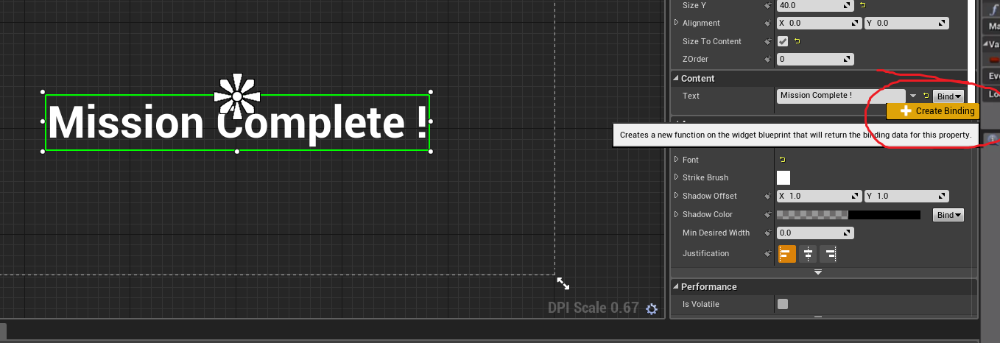 Size Y 40.0
Alignment X 0.0 Y 0.0
Size To Content
ZOrder 0
Content
Text Mission Complete ! Bind
Create Binding
Creates a new function on the widget blueprint that will return the binding data for this property.
Font
Strike Brush
Shadow Offset X 1.0 Y 1.0
Shadow Color Bind
Min Desired Width 0.0
Justification
Performance
Is Volatile
Mission Complete !
DPI Scale 0.67
Ma
Va
Eve